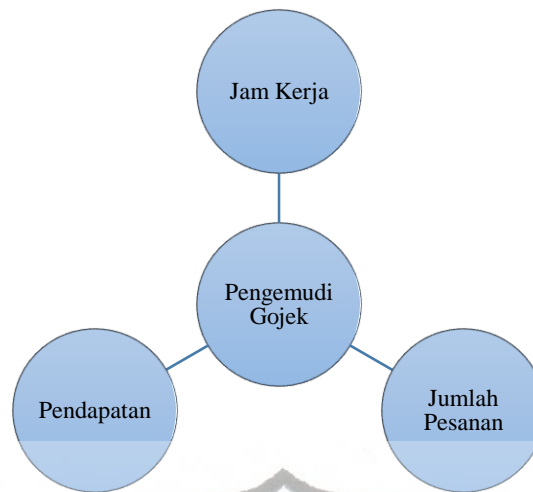 Jam Kerja
Pengemudi
Gojek
Pendapatan
Jumlah
Pesanan